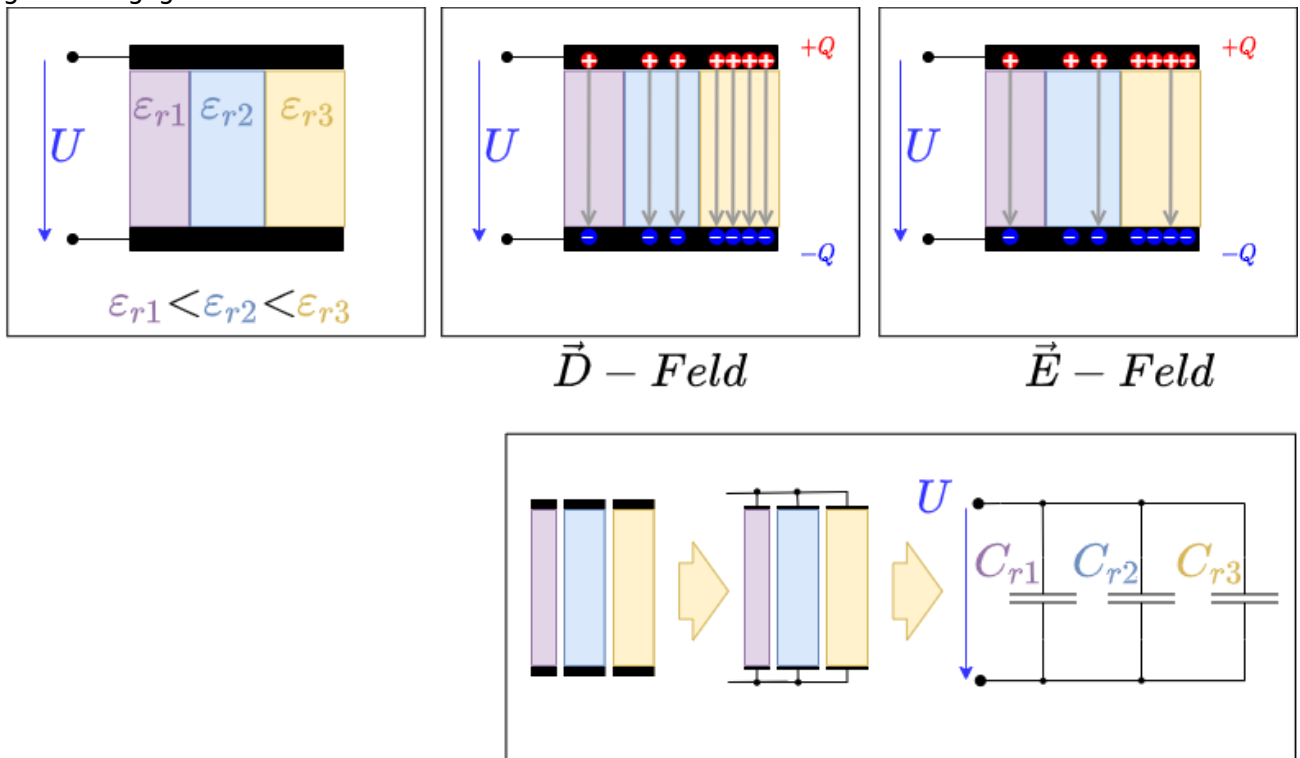 U
εr1 εr2 εr3
εr1<εr2<εr3
U
+Q
−Q
D⃗ − Feld
U
+Q
−Q
E⃗ − Feld
U
Cr1 Cr2 Cr3